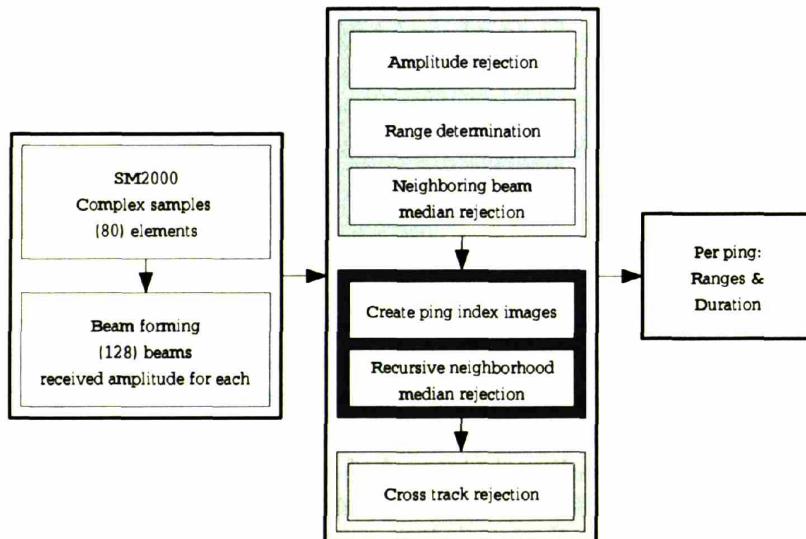 SM2000
Complex samples
(80) elements
Beam forming
(128) beams
received amplitude for each
Amplitude rejection
Range determination
Neighboring beam
median rejection
Create ping index images
Recursive neighborhood
median rejection
Cross track rejection
Per ping:
Ranges &
Duration